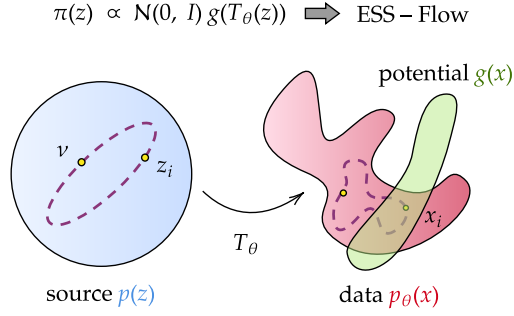 π(z) ∝ N(0, I) g(T_θ(z)) ⇒ ESS – Flow
potential g(x)
ν
z_i
x_i
T_θ
source p(z)
data p_θ(x)